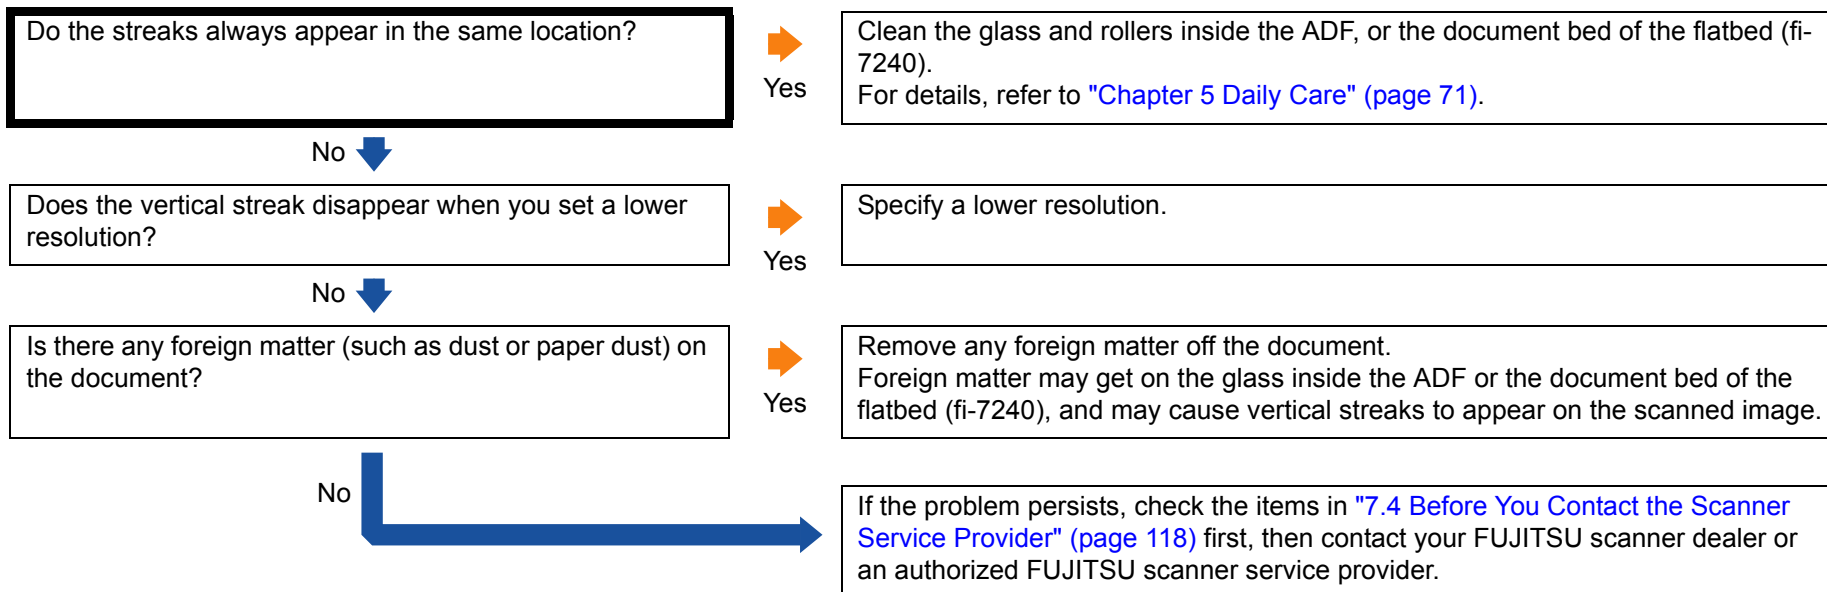 Do the streaks always appear in the same location?
Yes
Clean the glass and rollers inside the ADF, or the document bed of the flatbed (fi-
7240).
For details, refer to "Chapter 5 Daily Care" (page 71).
No
Does the vertical streak disappear when you set a lower
resolution?
Yes
Specify a lower resolution.
No
Is there any foreign matter (such as dust or paper dust) on
the document?
Yes
Remove any foreign matter off the document.
Foreign matter may get on the glass inside the ADF or the document bed of the
flatbed (fi-7240), and may cause vertical streaks to appear on the scanned image.
No
If the problem persists, check the items in "7.4 Before You Contact the Scanner
Service Provider" (page 118) first, then contact your FUJITSU scanner dealer or
an authorized FUJITSU scanner service provider.